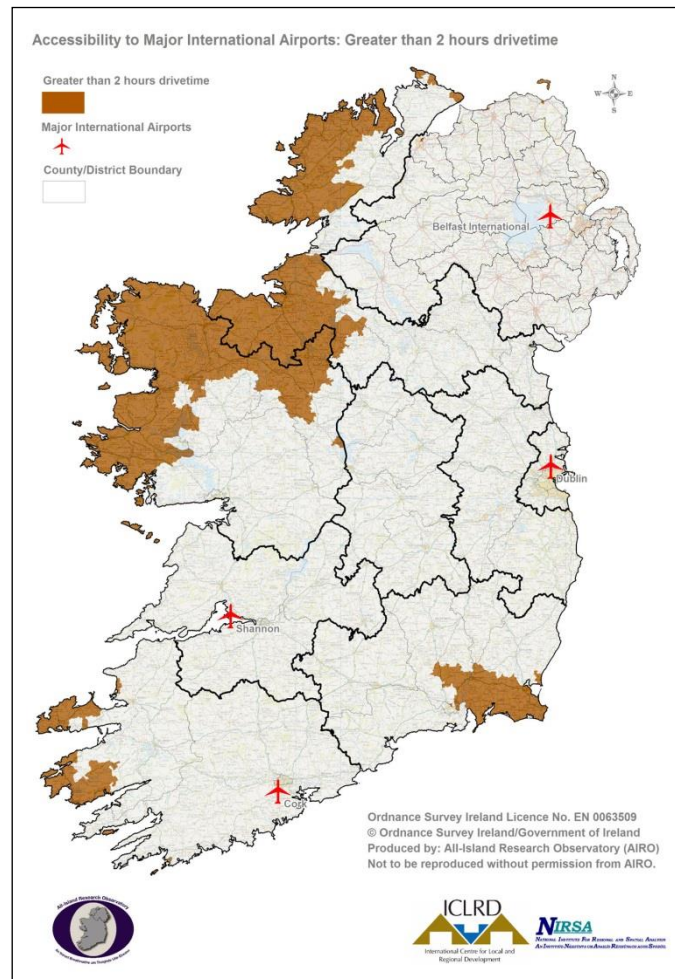 Accessibility to Major International Airports: Greater than 2 hours drivetime
Greater than 2 hours drivetime
Major International Airports
County/District Boundary
N
W E
S
Belfast International
Dublin
Shannon
Cork
Ordnance Survey Ireland Licence No. EN 0063509
© Ordnance Survey Ireland/Government of Ireland
Produced by: All-Island Research Observatory (AIRO)
Not to be reproduced without permission from AIRO.
All-Island Research Observatory
ICLRD
International Centre for Local and
Regional Development
NIRSA
National Institute for Regional and Spatial Analysis